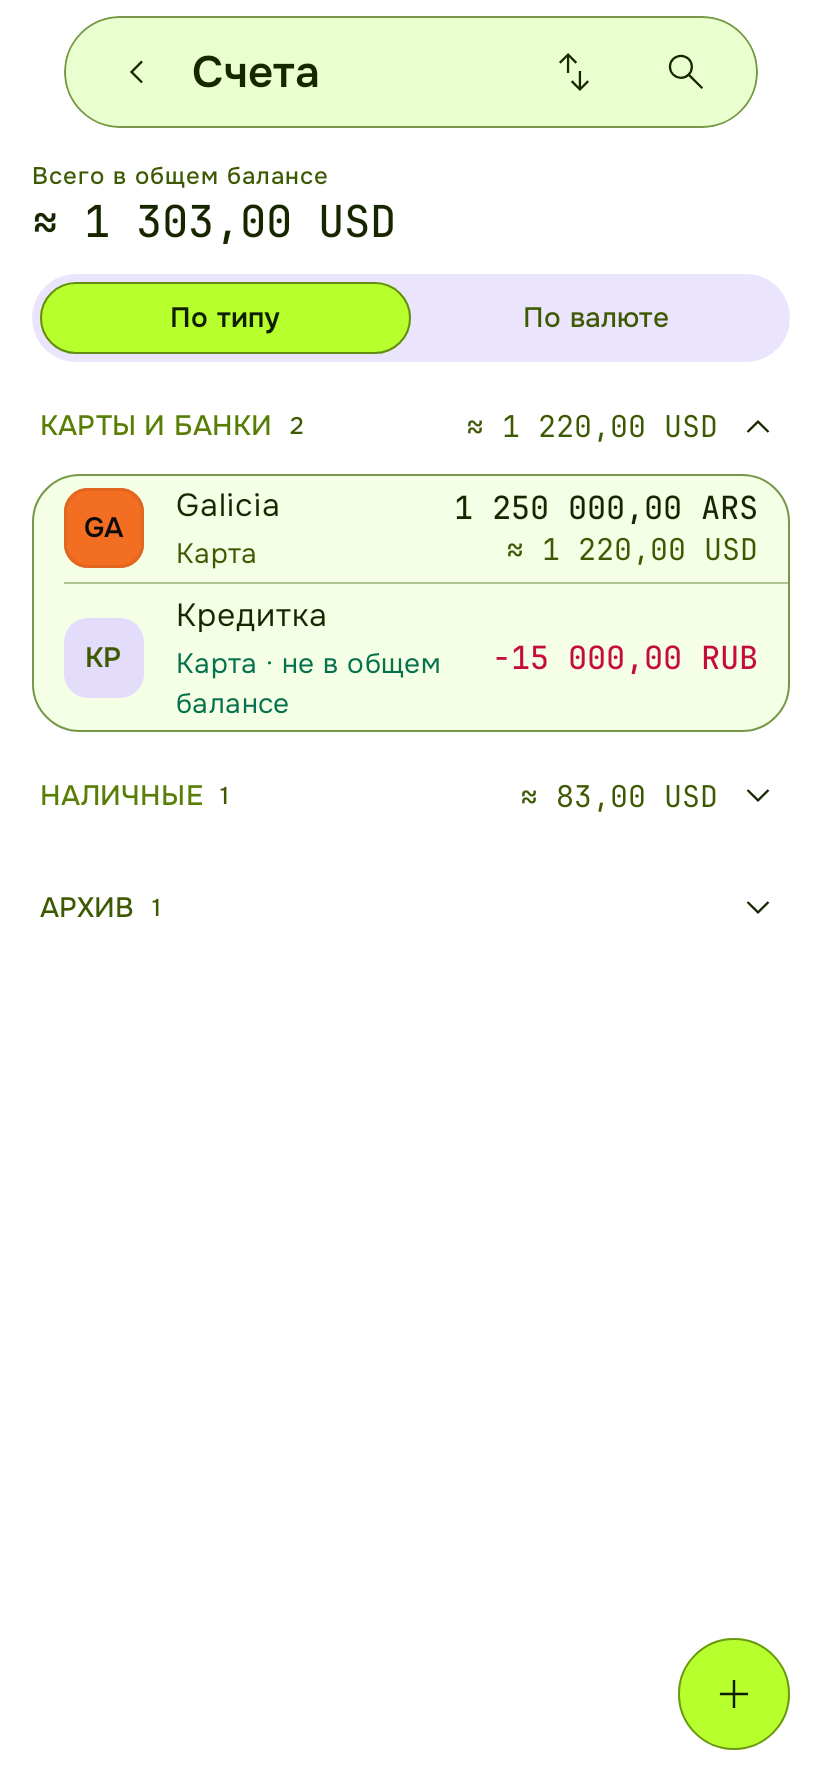 Счета
Всего в общем балансе
≈ 1 303,00 USD
По типу По валюте
КАРТЫ И БАНКИ 2 ≈ 1 220,00 USD
GA Galicia 1 250 000,00 ARS
Карта ≈ 1 220,00 USD
Кредитка
КР Карта · не в общем -15 000,00 RUB
балансе
НАЛИЧНЫЕ 1 ≈ 83,00 USD
АРХИВ 1